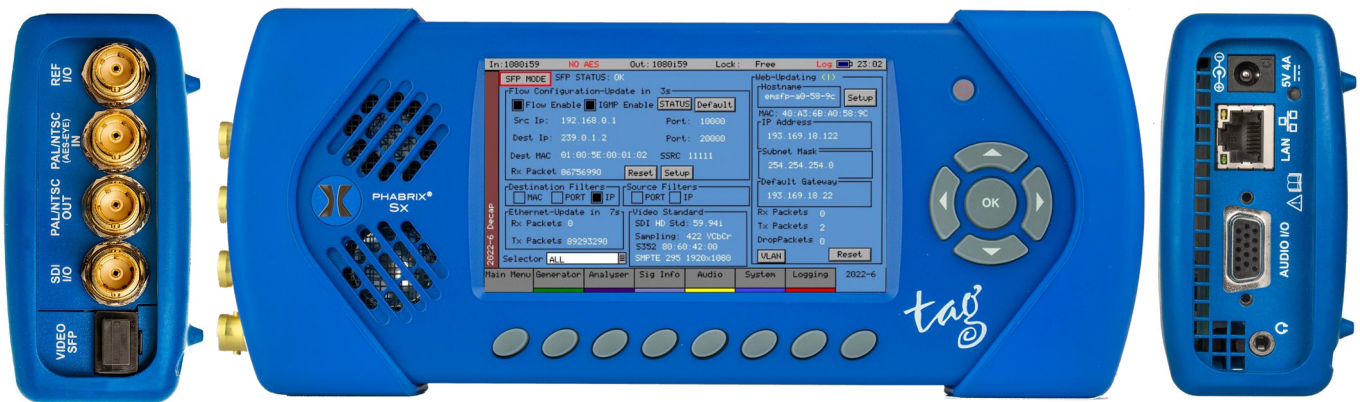 REF
I/O
PAL/NTSC
(AES-EYE)
IN
PAL/NTSC
OUT
SDI
I/O
VIDEO
SFP
PHABRIX®
Sx
In:1080i59 NO AES Out:1080i59 Lock: Free Log 23:02
SFP MODE SFP STATUS: OK
Flow Configuration-Update in 3s
Flow Enable IGMP Enable STATUS Default
Src Ip: 192.168.0.1 Port: 10000
Dest Ip: 239.0.1.2 Port: 20000
Dest MAC 01:00:5E:00:01:02 SSRC 11111
Rx Packet 86756990 Reset Setup
Destination Filters
MAC PORT IP
Source Filters
PORT IP
Ethernet-Update in 7s
Rx Packets 0
Tx Packets 89293290
Video Standard
SDI HD Std: 59.94i
Sampling: 422 YCbCr
S352 80:60:42:00
SMPTE 295 1920x1080
Selector ALL
2022-6 Decap
Web-Updating (1)
Hostname
emsfp-a0-58-9c Setup
MAC: 40:A3:6B:A0:58:9C
IP Address
193.169.18.122
Subnet Mask
254.254.254.0
Default Gateway
193.169.18.22
Rx Packets 0
Tx Packets 2
DropPackets 0
VLAN Reset
Main Menu Generator Analyser Sig Info Audio System Logging 2022-6
OK
tag
5V 4A
LAN
AUDIO I/O